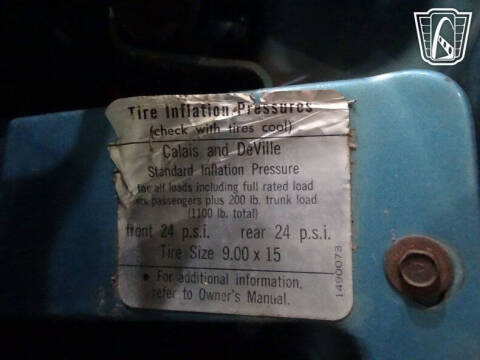 Tire Inflation Pressures
(check with tires cool)
Calais and DeVille
Standard Inflation Pressure
for all loads including full rated load
six passengers plus 200 lb. trunk load
(1100 lb. total)
front 24 p.s.i. rear 24 p.s.i.
Tire Size 9.00 x 15
• For additional information,
refer to Owner's Manual.
1490073